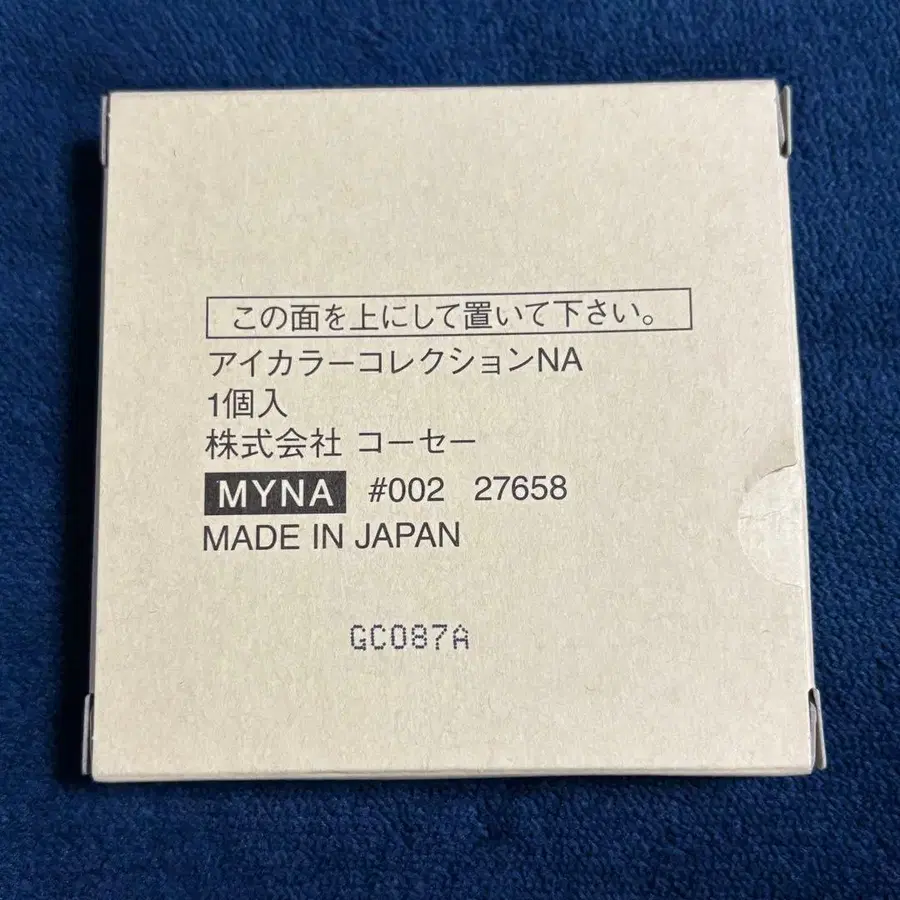 この面を上にして置いて下さい。
アイカラーコレクションNA
1個入
株式会社 コーセー
MYNA #002 27658
MADE IN JAPAN
GC087A